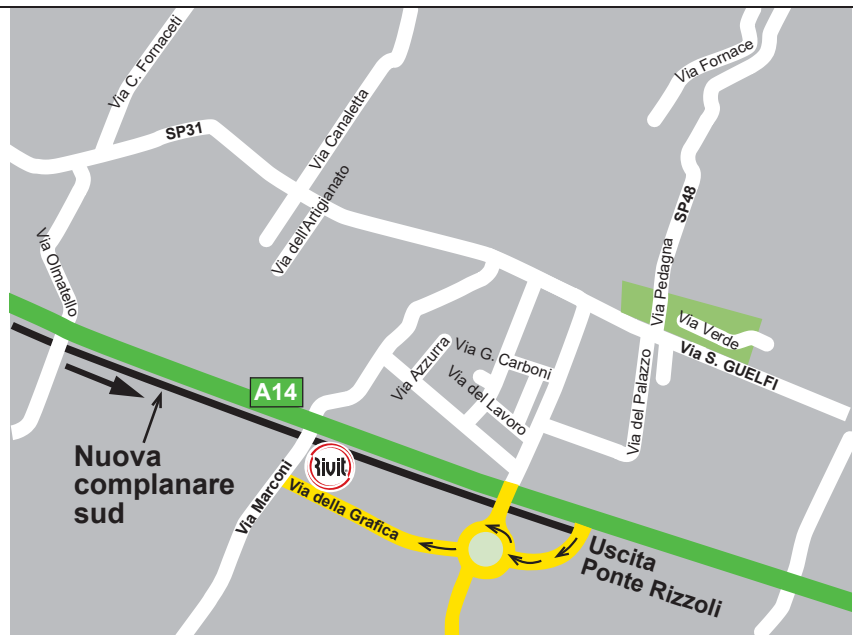 Via C. Fornaceti
Via Fornace
SP31
Via Canaletta
Via dell'Artigianato
SP48
Via Olmatello
Via Pedagna
Via Verde
Via S. GUELFI
Via G. Carboni
Via Azzurra
Via del Lavoro
Via del Palazzo
A14
Nuova
complanare
sud
Rivit
Via Marconi
Via della Grafica
Uscita
Ponte Rizzoli